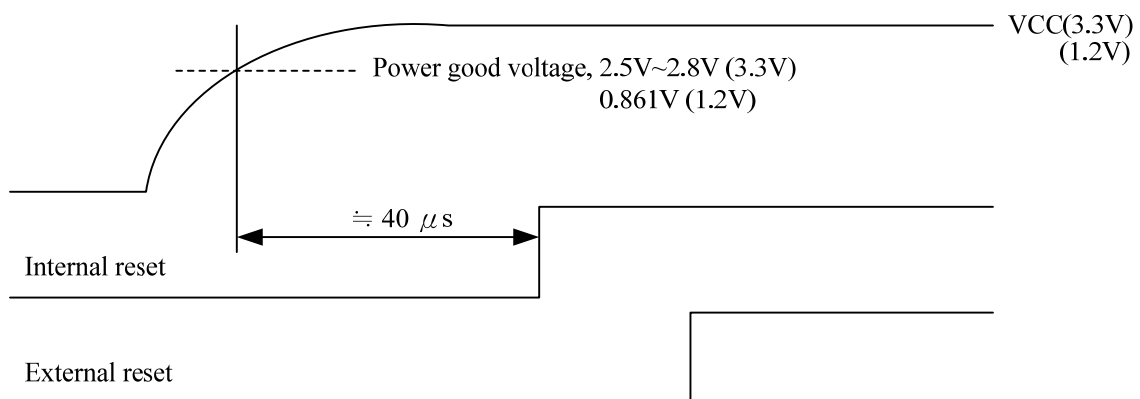 VCC(3.3V)
(1.2V)
Power good voltage, 2.5V~2.8V (3.3V)
0.861V (1.2V)
≒ 40 μs
Internal reset
External reset